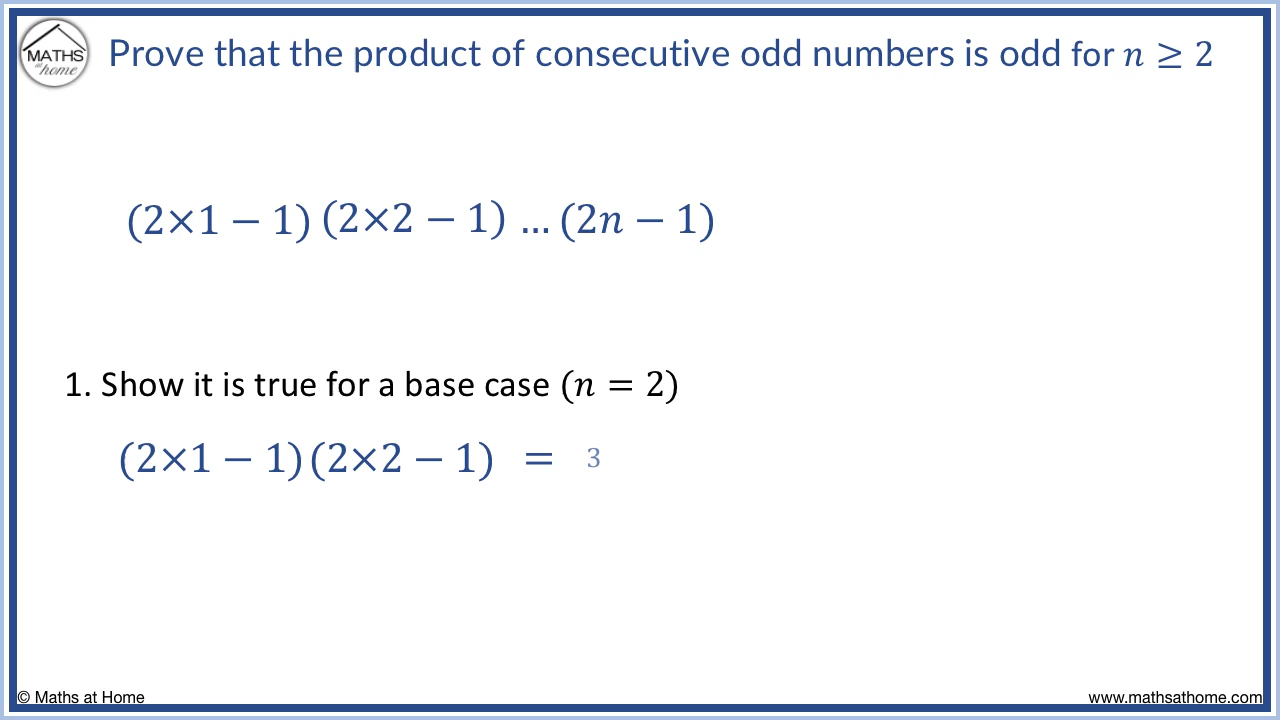 MATHS
at
home
Prove that the product of consecutive odd numbers is odd for n ≥ 2
(2×1 − 1) (2×2 − 1) ... (2n − 1)
1. Show it is true for a base case (n = 2)
(2×1 − 1)(2×2 − 1) = 3
© Maths at Home
www.mathsathome.com